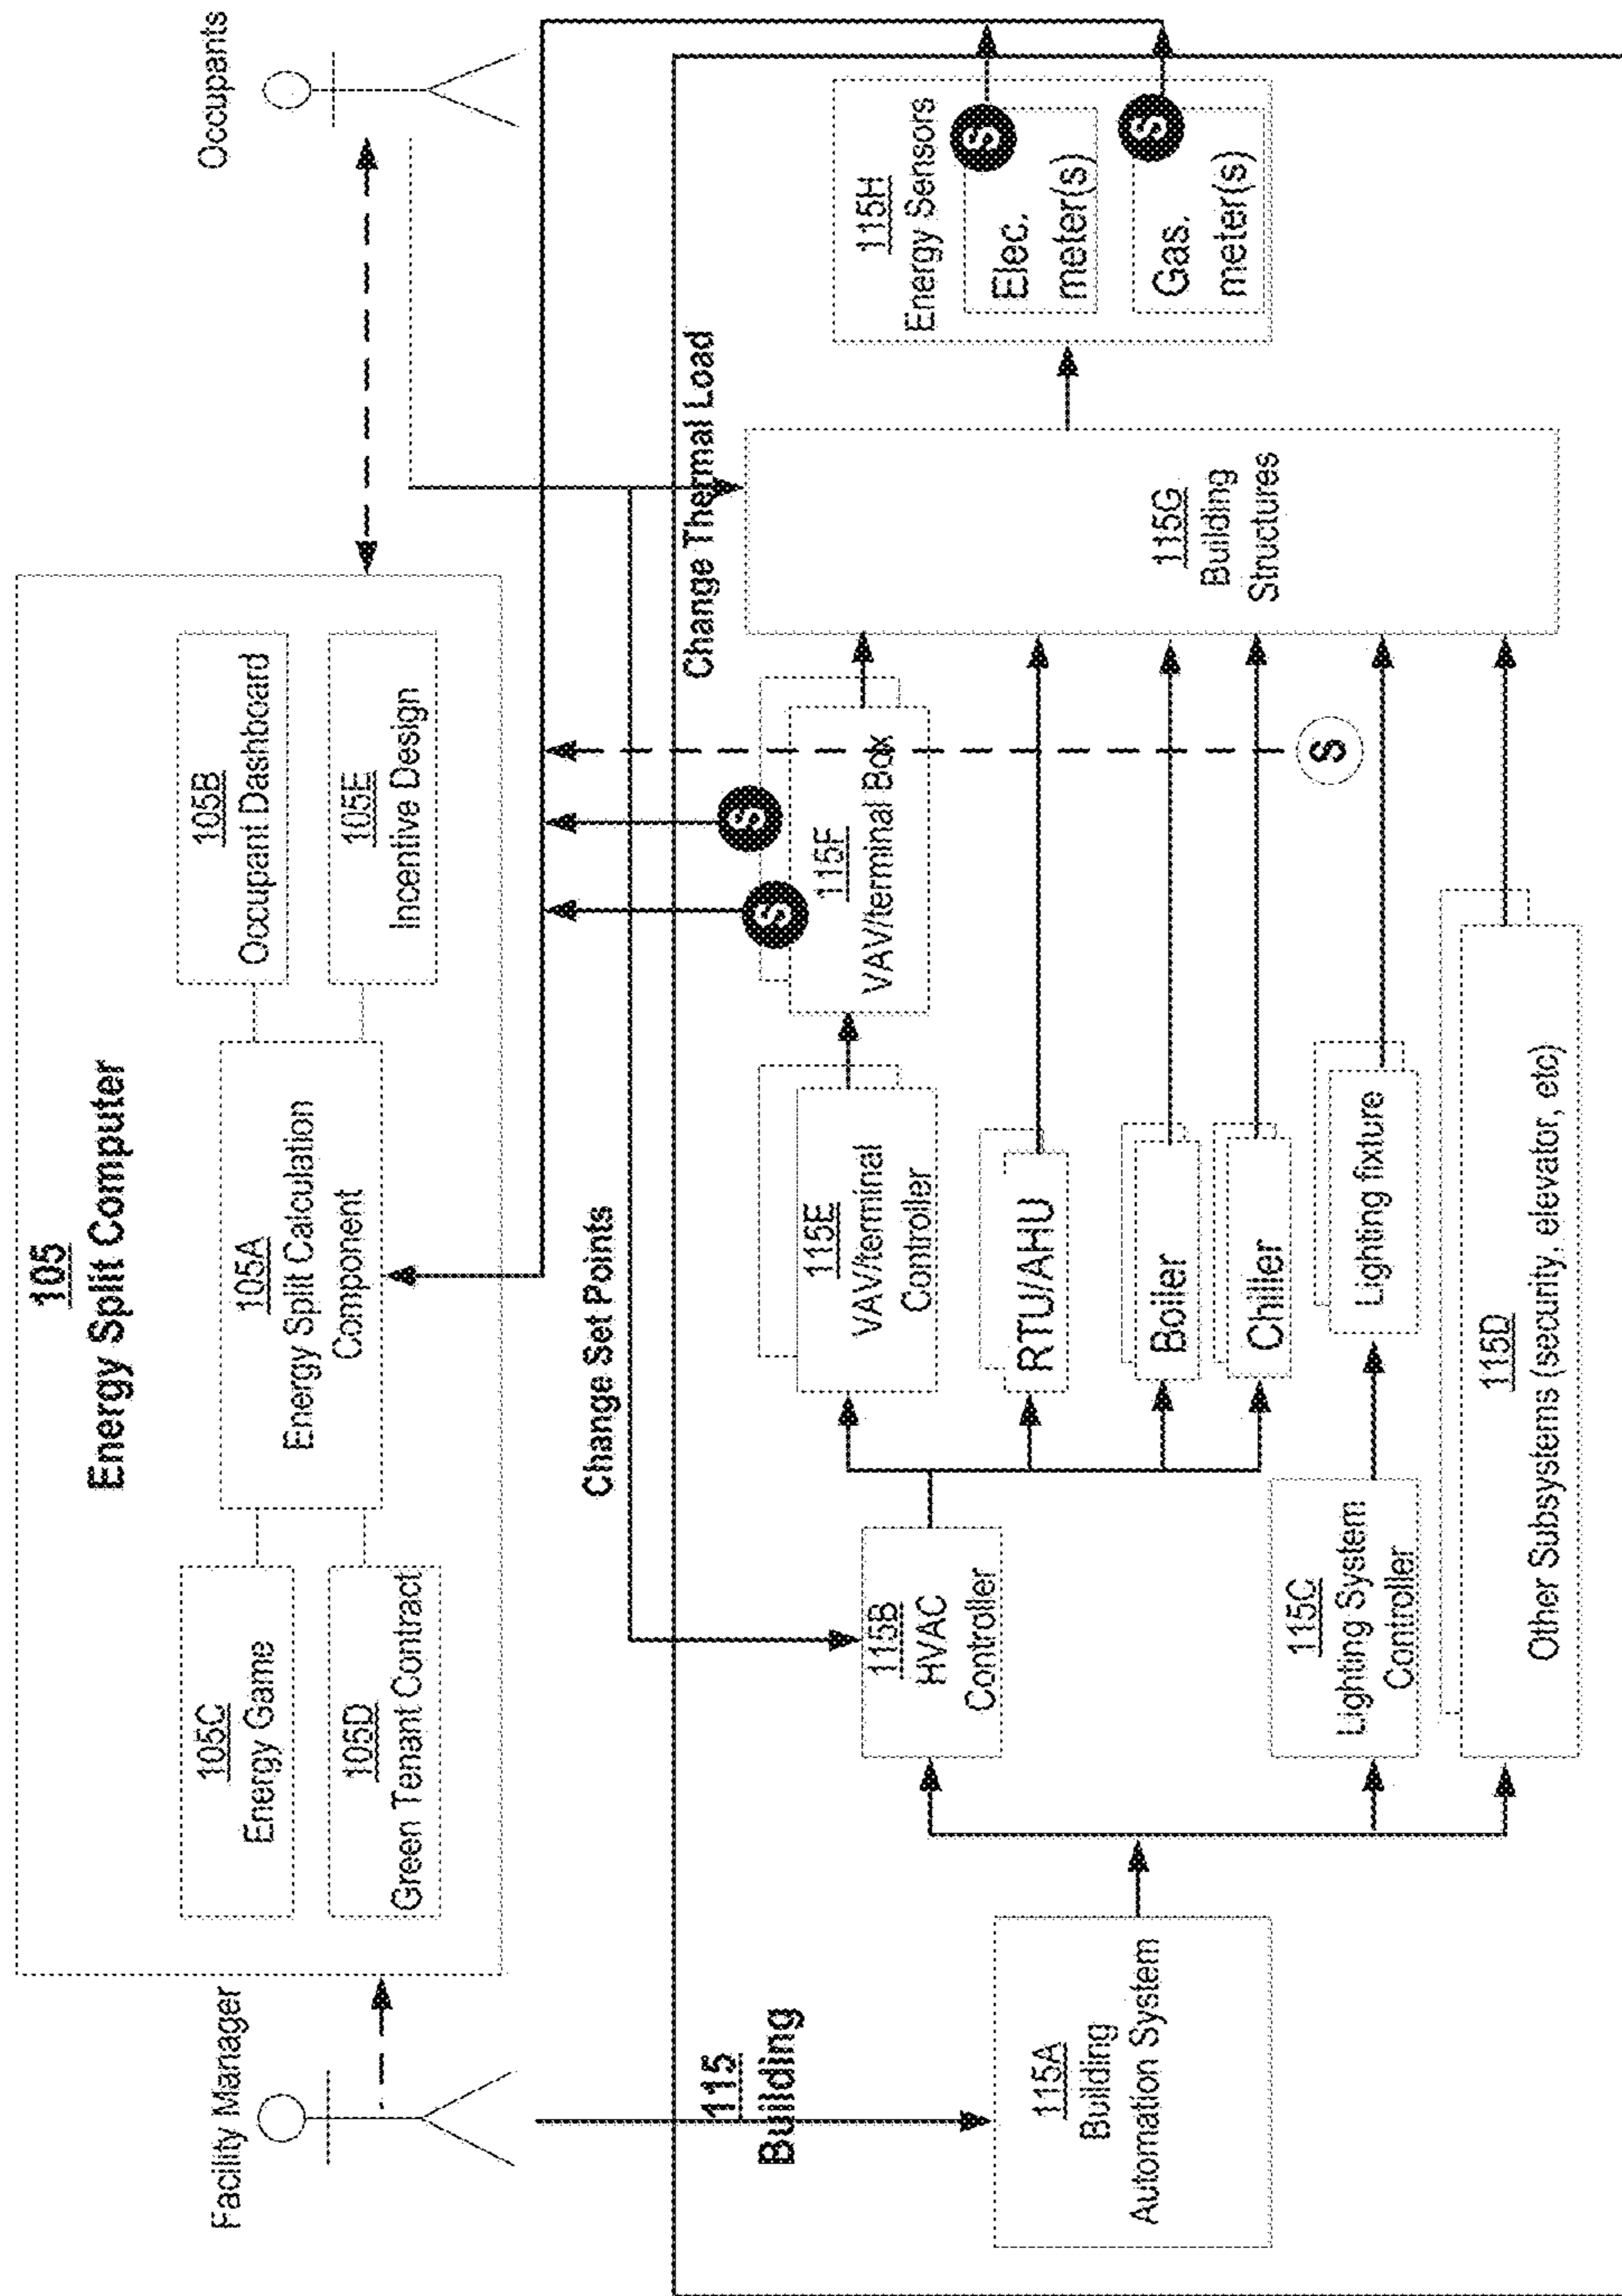 Facility Manager
105
Energy Split Computer
105C
Energy Game
105D
Green Tenant Contract
105A
Energy Split Calculation
Component
105B
Occupant Dashboard
105E
Incentive Design
Occupants
Change Set Points
Change Thermal Load
115
Building
115A
Building
Automation System
115B
HVAC
Controller
115C
Lighting System
Controller
115D
Other Subsystems (security, elevator, etc)
115E
VAV/terminal
Controller
RTU/AHU
Boiler
Chiller
Lighting fixture
S
S
115F
VAV/terminal Box
S
115G
Building
Structures
115H
Energy Sensors
Elec.
meter(s)
S
Gas.
meter(s)
S